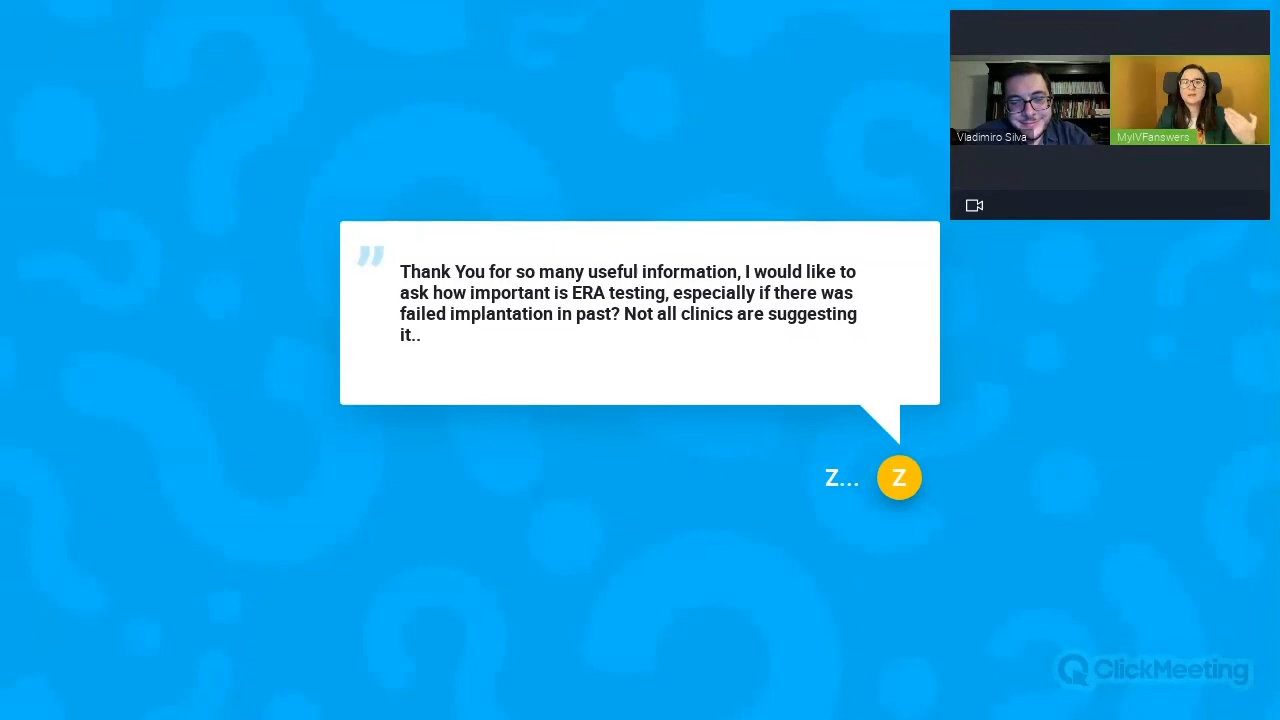 Vladimiro Silva
MyIVFanswers
"
Thank You for so many useful information, I would like to
ask how important is ERA testing, especially if there was
failed implantation in past? Not all clinics are suggesting
it..
Z...
Z
ClickMeeting